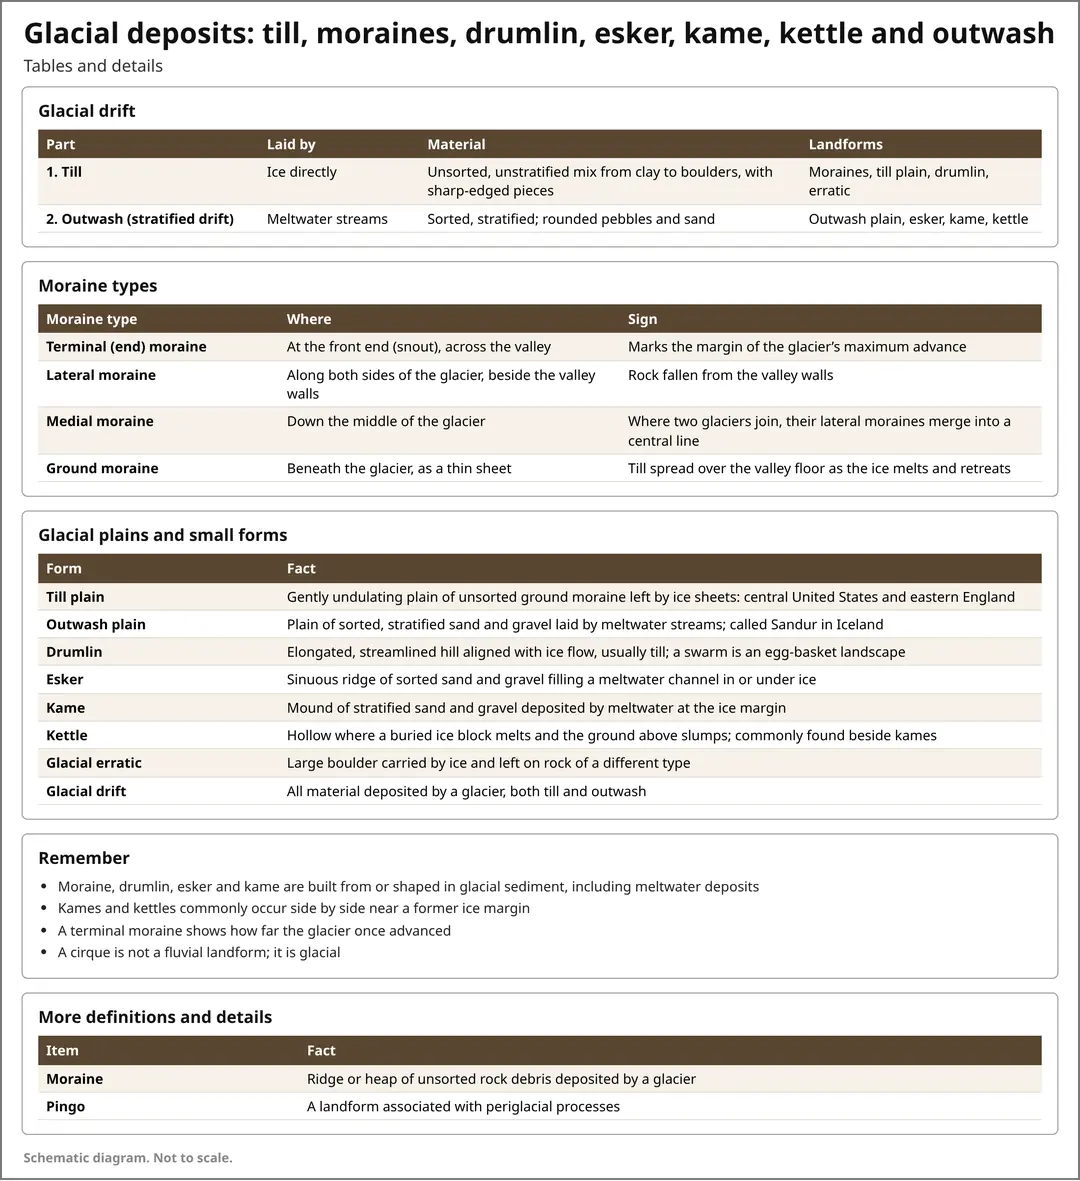 Glacial deposits: till, moraines, drumlin, esker, kame, kettle and outwash
Tables and details
Glacial drift
Part Laid by Material Landforms
1. Till Ice directly Unsorted, unstratified mix from clay to boulders, with Moraines, till plain, drumlin,
sharp-edged pieces erratic
2. Outwash (stratified drift) Meltwater streams Sorted, stratified; rounded pebbles and sand Outwash plain, esker, kame, kettle
Moraine types
Moraine type Where Sign
Terminal (end) moraine At the front end (snout), across the valley Marks the margin of the glacier’s maximum advance
Lateral moraine Along both sides of the glacier, beside the valley Rock fallen from the valley walls
walls
Medial moraine Down the middle of the glacier Where two glaciers join, their lateral moraines merge into a
central line
Ground moraine Beneath the glacier, as a thin sheet Till spread over the valley floor as the ice melts and retreats
Glacial plains and small forms
Form Fact
Till plain Gently undulating plain of unsorted ground moraine left by ice sheets: central United States and eastern England
Outwash plain Plain of sorted, stratified sand and gravel laid by meltwater streams; called Sandur in Iceland
Drumlin Elongated, streamlined hill aligned with ice flow, usually till; a swarm is an egg-basket landscape
Esker Sinuous ridge of sorted sand and gravel filling a meltwater channel in or under ice
Kame Mound of stratified sand and gravel deposited by meltwater at the ice margin
Kettle Hollow where a buried ice block melts and the ground above slumps; commonly found beside kames
Glacial erratic Large boulder carried by ice and left on rock of a different type
Glacial drift All material deposited by a glacier, both till and outwash
Remember
• Moraine, drumlin, esker and kame are built from or shaped in glacial sediment, including meltwater deposits
• Kames and kettles commonly occur side by side near a former ice margin
• A terminal moraine shows how far the glacier once advanced
• A cirque is not a fluvial landform; it is glacial
More definitions and details
Item Fact
Moraine Ridge or heap of unsorted rock debris deposited by a glacier
Pingo A landform associated with periglacial processes
Schematic diagram. Not to scale.